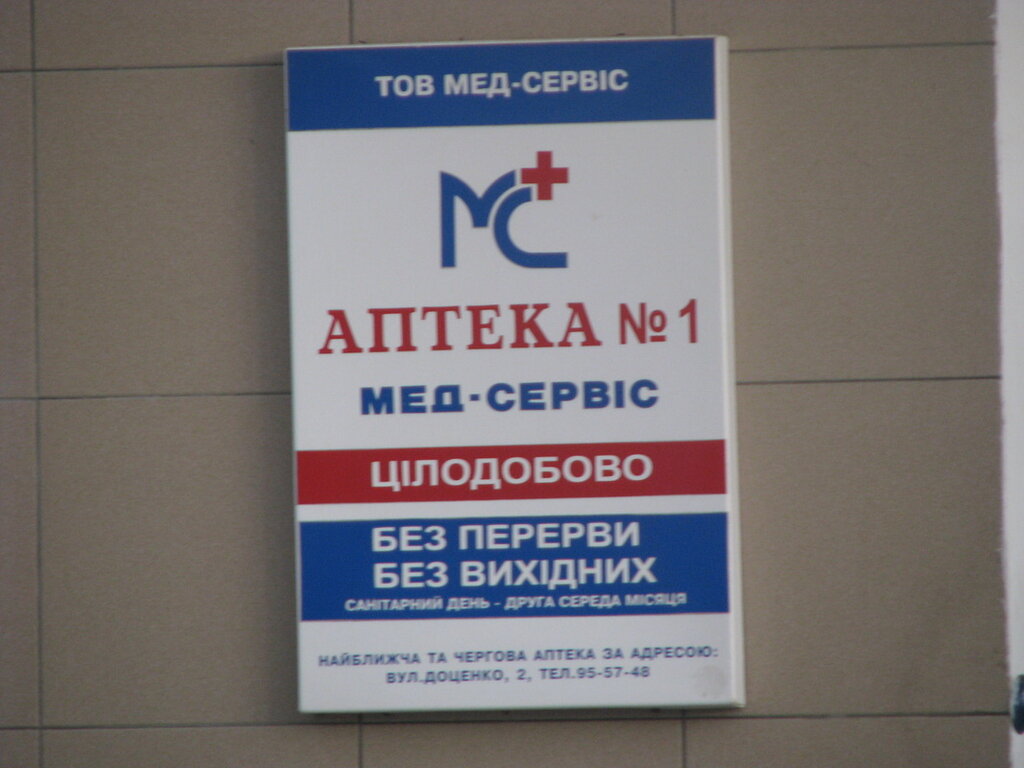 ТОВ МЕД-СЕРВІС
МС
АПТЕКА №1
МЕД-СЕРВІС
ЦІЛОДОБОВО
БЕЗ ПЕРЕРВИ
БЕЗ ВИХІДНИХ
САНІТАРНИЙ ДЕНЬ - ДРУГА СЕРЕДА МІСЯЦЯ
НАЙБЛИЖЧА ТА ЧЕРГОВА АПТЕКА ЗА АДРЕСОЮ:
ВУЛ.ДОЦЕНКО, 2, ТЕЛ.95-57-48